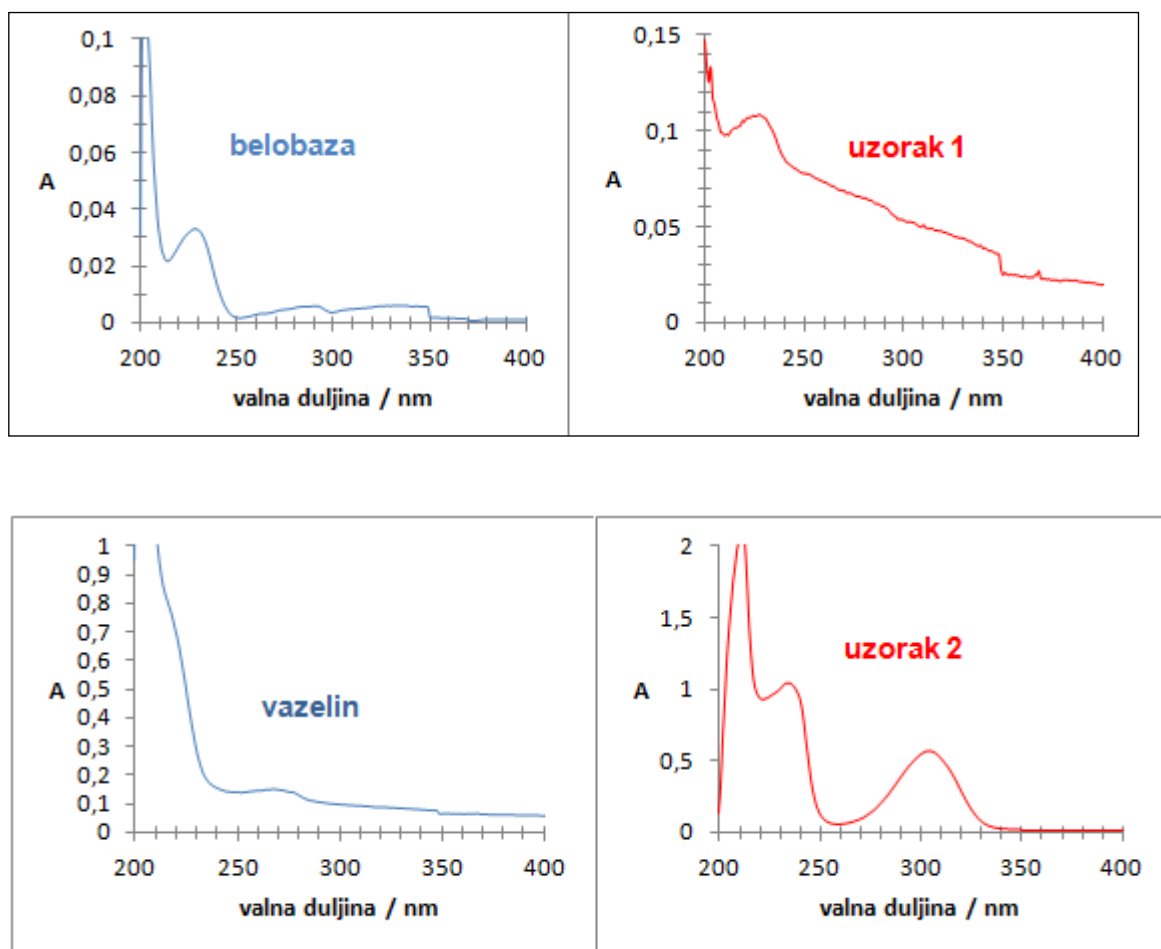 0,1
0,08
0,06
0,04
0,02
0
A
belobaza
200 250 300 350 400
valna duljina / nm
0,15
0,1
0,05
0
A
uzorak 1
200 250 300 350 400
valna duljina / nm
1
0,9
0,8
0,7
0,6
0,5
0,4
0,3
0,2
0,1
0
A
vazelin
200 250 300 350 400
valna duljina / nm
2
1,5
1
0,5
0
A
uzorak 2
200 250 300 350 400
valna duljina / nm